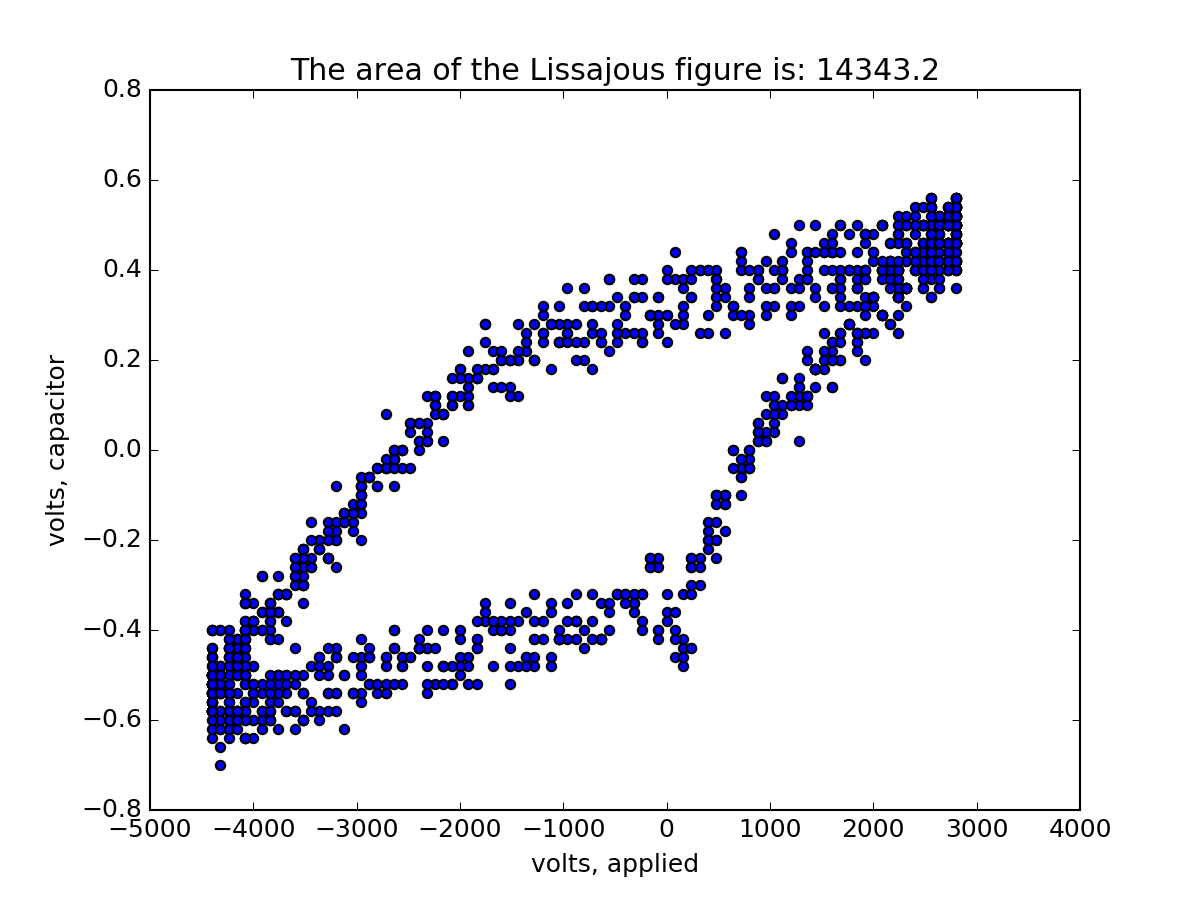 The area of the Lissajous figure is: 14343.2
0.8
0.6
0.4
0.2
0.0
−0.2
−0.4
−0.6
−0.8
volts, capacitor
−5000 −4000 −3000 −2000 −1000 0 1000 2000 3000 4000
volts, applied